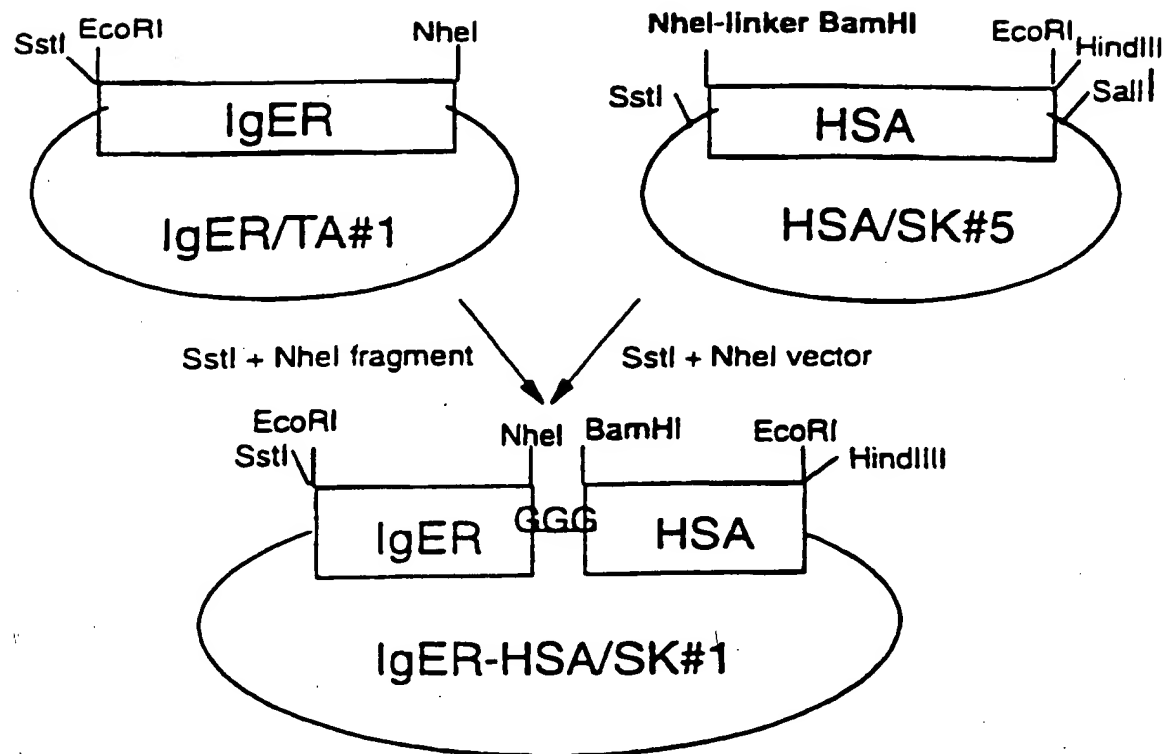 EcoRI
SstI
NheI
IgER
IgER/TA#1
NheI-linker BamHI
EcoRI
HindIII
SstI
SalI
HSA
HSA/SK#5
SstI + NheI fragment
SstI + NheI vector
EcoRI
SstI
NheI
BamHI
EcoRI
HindIIII
IgER
GGG
HSA
IgER-HSA/SK#1